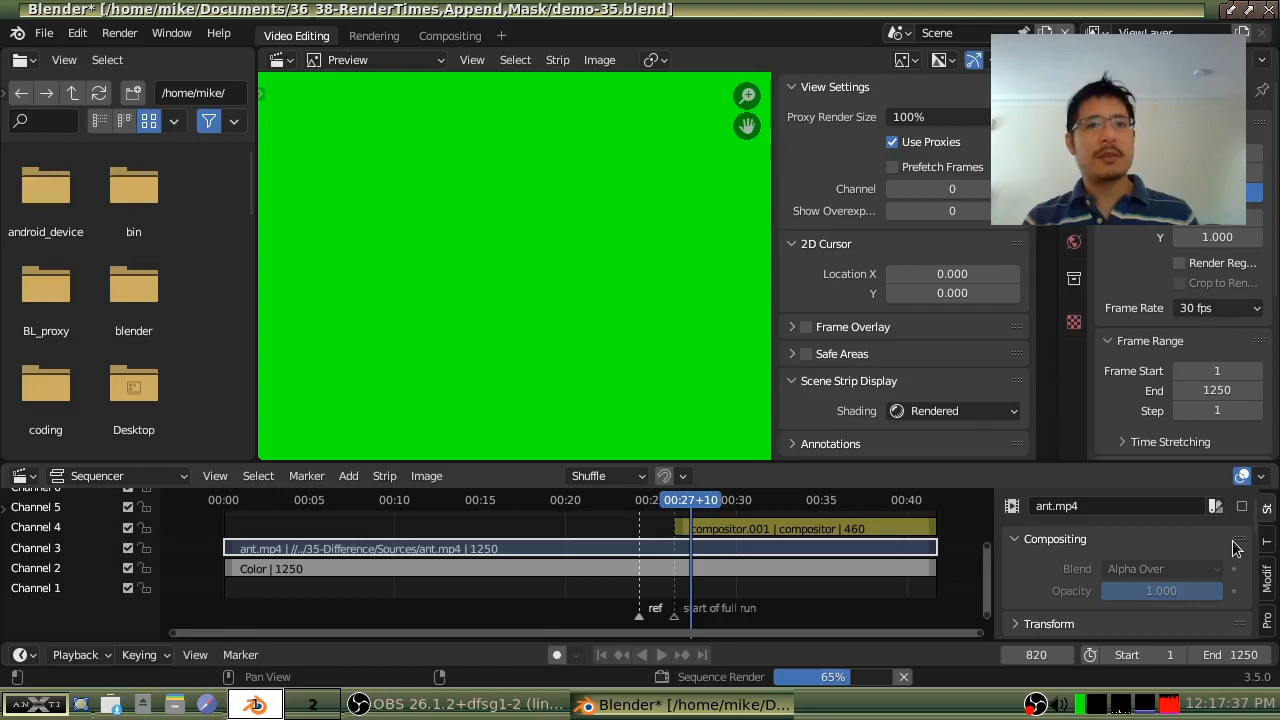 Blender* [/home/mike/Documents/36_38-RenderTimes,Append,Mask/demo-35.blend]
File Edit Render Window Help Video Editing Rendering Compositing + Scene ViewLayer
View Select Preview View Select Strip Image
/home/mike/
android_device bin
BL_proxy blender
coding Desktop
View Settings
Proxy Render Size 100%
Use Proxies
Prefetch Frames
Channel 0
Show Overexp... 0
2D Cursor
Location X 0.000
Y 0.000
Frame Overlay
Safe Areas
Scene Strip Display
Shading Rendered
Annotations
Y 1.000
Render Reg...
Crop to Ren...
Frame Rate 30 fps
Frame Range
Frame Start 1
End 1250
Step 1
Time Stretching
Sequencer View Select Marker Add Strip Image Shuffle
00:00 00:05 00:10 00:15 00:20 00:27+10 00:30 00:35 00:40
Channel 5
Channel 4 compositor.001 | compositor | 460
Channel 3 ant.mp4 | //../35-Difference/Sources/ant.mp4 | 1250
Channel 2 Color | 1250
Channel 1
ref start of full run
ant.mp4
Compositing
Blend Alpha Over
Opacity 1.000
Transform
T
Modif
Pro
Playback Keying View Marker 820 Start 1 End 1250
Pan View Sequence Render 65% 3.5.0
ANTIX 1 2 OBS 26.1.2+dfsg1-2 (lin... Blender* [/home/mike/D... 12:17:37 PM